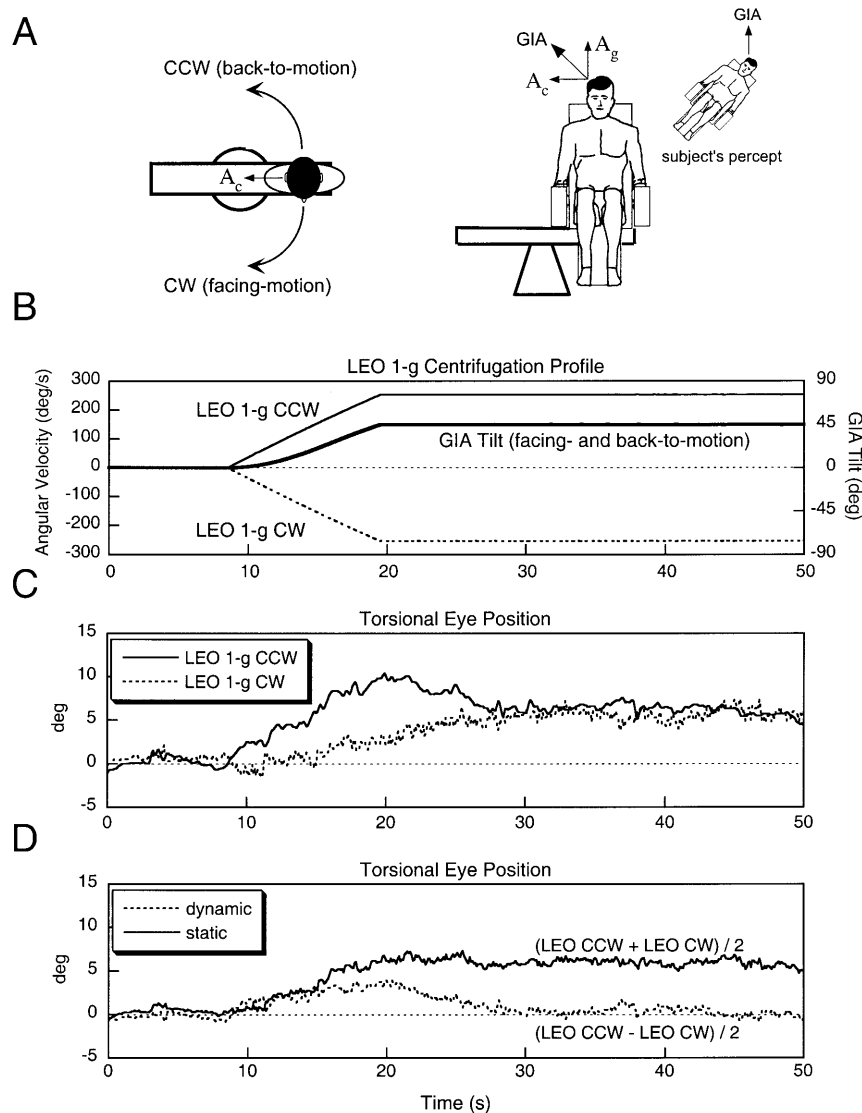 A
CCW (back-to-motion)
Ac
CW (facing-motion)
GIA
Ag
Ac
GIA
subject's percept
B
LEO 1-g Centrifugation Profile
Angular Velocity (deg/s)
300
200
100
0
-100
-200
-300
LEO 1-g CCW
GIA Tilt (facing- and back-to-motion)
LEO 1-g CW
90
45
0
-45
-90
GIA Tilt (deg)
0 10 20 30 40 50
C
Torsional Eye Position
deg
15
10
5
0
-5
LEO 1-g CCW
LEO 1-g CW
0 10 20 30 40 50
D
Torsional Eye Position
deg
15
10
5
0
-5
dynamic
static
(LEO CCW + LEO CW) / 2
(LEO CCW - LEO CW) / 2
0 10 20 30 40 50
Time (s)